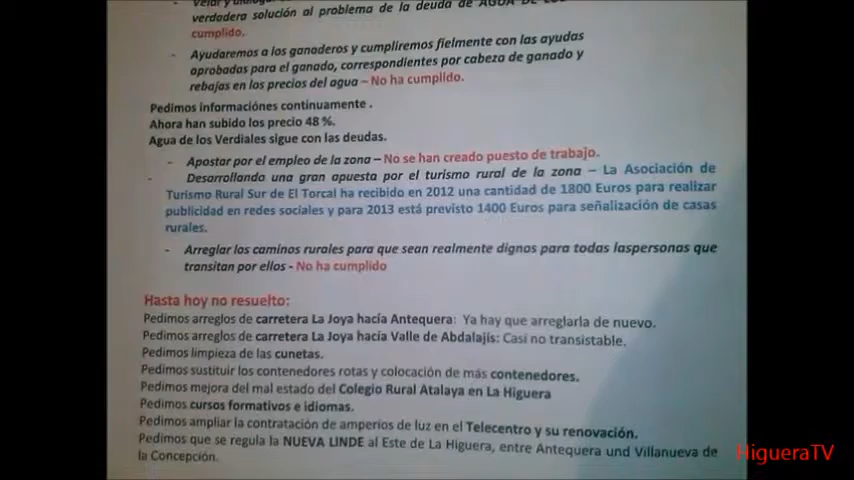 - Velar y
verdadera solución al problema de la deuda de AGUA DE LOS
cumplido.
- Ayudaremos a los ganaderos y cumpliremos fielmente con las ayudas
aprobadas para el ganado, correspondientes por cabeza de ganado y
rebajas en los precios del agua – No ha cumplido.
Pedimos informaciónes continuamente .
Ahora han subido los precio 48 %.
Agua de los Verdiales sigue con las deudas.
- Apostar por el empleo de la zona – No se han creado puesto de trabajo.
- Desarrollando una gran apuesta por el turismo rural de la zona – La Asociación de
Turismo Rural Sur de El Torcal ha recibido en 2012 una cantidad de 1800 Euros para realizar
publicidad en redes sociales y para 2013 está previsto 1400 Euros para señalización de casas
rurales.
- Arreglar los caminos rurales para que sean realmente dignos para todas laspersonas que
transitan por ellos - No ha cumplido
Hasta hoy no resuelto:
Pedimos arreglos de carretera La Joya hacía Antequera: Ya hay que arreglarla de nuevo.
Pedimos arreglos de carretera La Joya hacía Valle de Abdalajís: Casi no transistable.
Pedimos limpieza de las cunetas.
Pedimos sustituir los contenedores rotas y colocación de más contenedores.
Pedimos mejora del mal estado del Colegio Rural Atalaya en La Higuera
Pedimos cursos formativos e idiomas.
Pedimos ampliar la contratación de amperios de luz en el Telecentro y su renovación.
Pedimos que se regula la NUEVA LINDE al Este de La Higuera, entre Antequera und Villanueva de
la Concepción.
HigueraTV